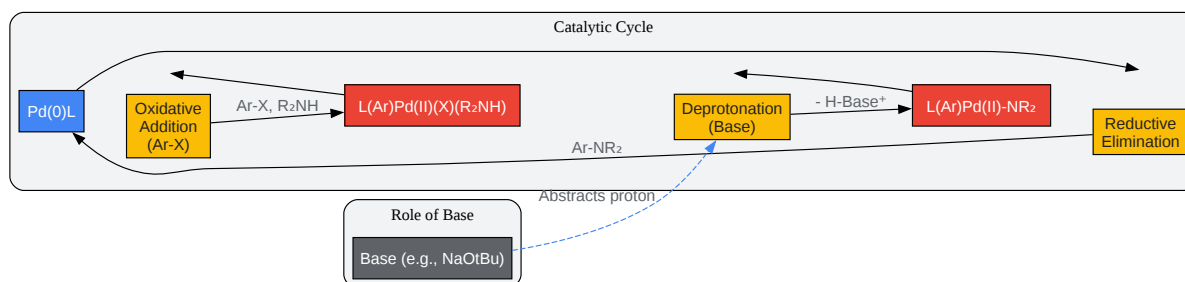 Catalytic Cycle
Pd(0)L
Oxidative
Addition
(Ar-X)
Ar-X, R₂NH
L(Ar)Pd(II)(X)(R₂NH)
Deprotonation
(Base)
- H-Base⁺
L(Ar)Pd(II)-NR₂
Reductive
Elimination
Ar-NR₂
Abstracts proton
Role of Base
Base (e.g., NaOtBu)